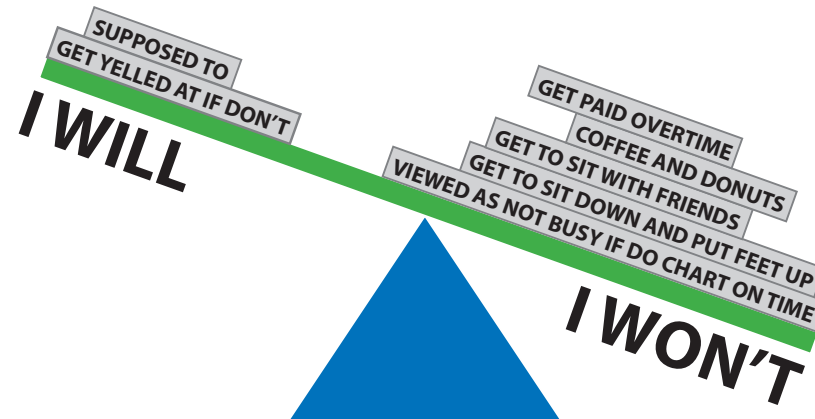 SUPPOSED TO
GET YELLED AT IF DON'T
I WILL
GET PAID OVERTIME
COFFEE AND DONUTS
GET TO SIT WITH FRIENDS
GET TO SIT DOWN AND PUT FEET UP
VIEWED AS NOT BUSY IF DO CHART ON TIME
I WON'T